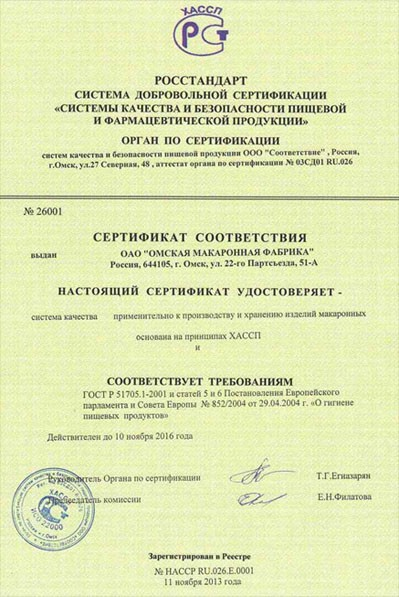 ХАССП
РСТ
РОССТАНДАРТ
СИСТЕМА ДОБРОВОЛЬНОЙ СЕРТИФИКАЦИИ
«СИСТЕМЫ КАЧЕСТВА И БЕЗОПАСНОСТИ ПИЩЕВОЙ
И ФАРМАЦЕВТИЧЕСКОЙ ПРОДУКЦИИ»
ОРГАН ПО СЕРТИФИКАЦИИ
систем качества и безопасности пищевой продукции ООО "Соответствие" , Россия,
г.Омск, ул.27 Северная, 48 , аттестат органа по сертификации № 03СД01 RU.026
№ 26001
СЕРТИФИКАТ СООТВЕТСТВИЯ
выдан ОАО "ОМСКАЯ МАКАРОННАЯ ФАБРИКА"
Россия, 644105, г. Омск, ул. 22-го Партсъезда, 51-А
НАСТОЯЩИЙ СЕРТИФИКАТ УДОСТОВЕРЯЕТ -
система качества применительно к производству и хранению изделий макаронных
основана на принципах ХАССП
и
СООТВЕТСТВУЕТ ТРЕБОВАНИЯМ
ГОСТ Р 51705.1-2001 и статей 5 и 6 Постановления Европейского
парламента и Совета Европы № 852/2004 от 29.04.2004 г. «О гигиене
пищевых продуктов»
Действителен до 10 ноября 2016 года
Руководитель Органа по сертификации Т.Г.Егиазарян
Председатель комиссии Е.Н.Филатова
ХАССП
ИСО 22000
Зарегистрирован в Реестре
№ НАССР RU.026.E.0001
11 ноября 2013 года